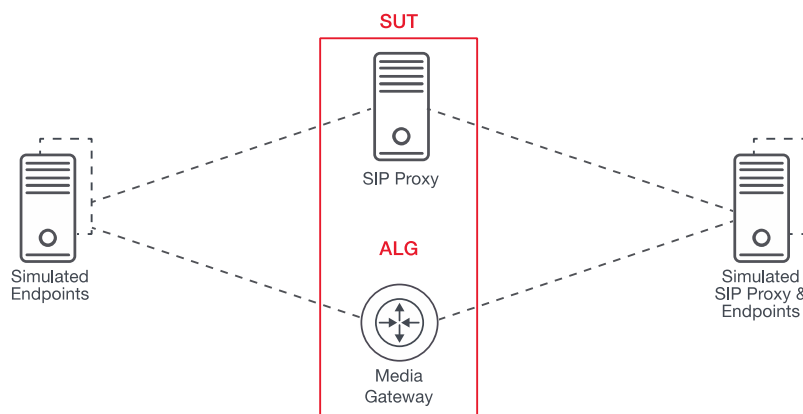 SUT
SIP Proxy
Simulated
Endpoints
ALG
Media
Gateway
Simulated
SIP Proxy &
Endpoints